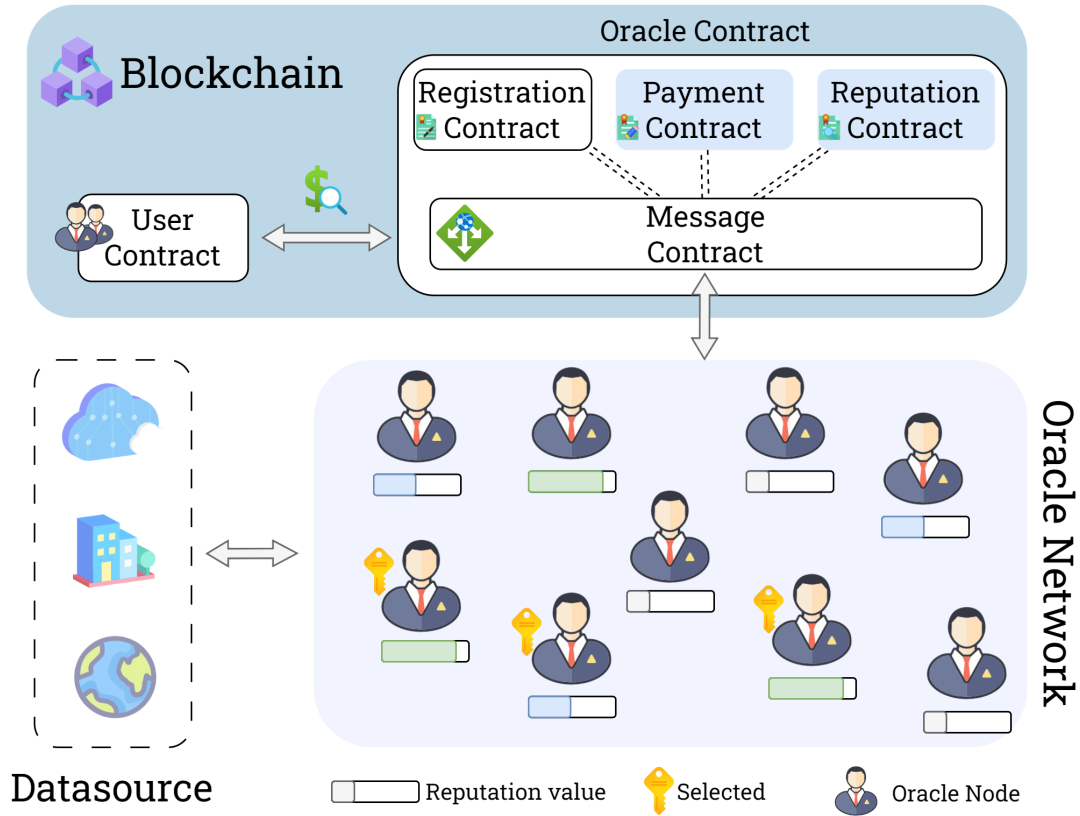 Blockchain
Oracle Contract
Registration
Contract
Payment
Contract
Reputation
Contract
User
Contract
Message
Contract
Oracle Network
Datasource
Reputation value
Selected
Oracle Node